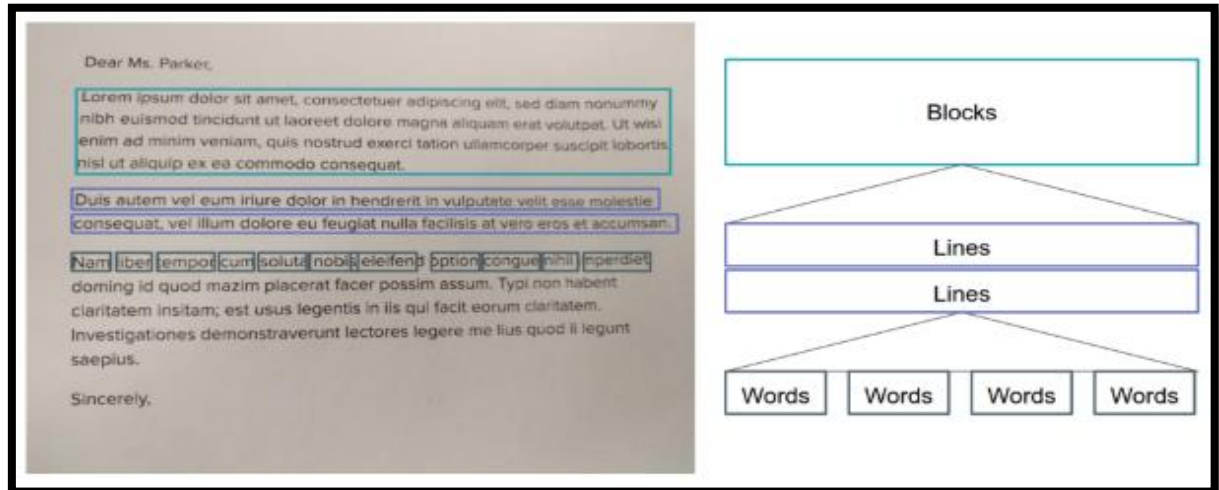 Dear Ms. Parker,
Lorem ipsum dolor sit amet, consectetuer adipiscing elit, sed diam nonummy
nibh euismod tincidunt ut laoreet dolore magna aliquam erat volutpat. Ut wisi
enim ad minim veniam, quis nostrud exerci tation ullamcorper suscipit lobortis
nisl ut aliquip ex ea commodo consequat.
Duis autem vel eum iriure dolor in hendrerit in vulputate velit esse molestie
consequat, vel illum dolore eu feugiat nulla facilisis at vero eros et accumsan.
Nam liber tempor cum soluta nobis eleifend option congue nihil imperdiet
doming id quod mazim placerat facer possim assum. Typi non habent
claritatem insitam; est usus legentis in iis qui facit eorum claritatem.
Investigationes demonstraverunt lectores legere me lius quod ii legunt
saepius.
Sincerely,
Blocks
Lines
Lines
Words Words Words Words